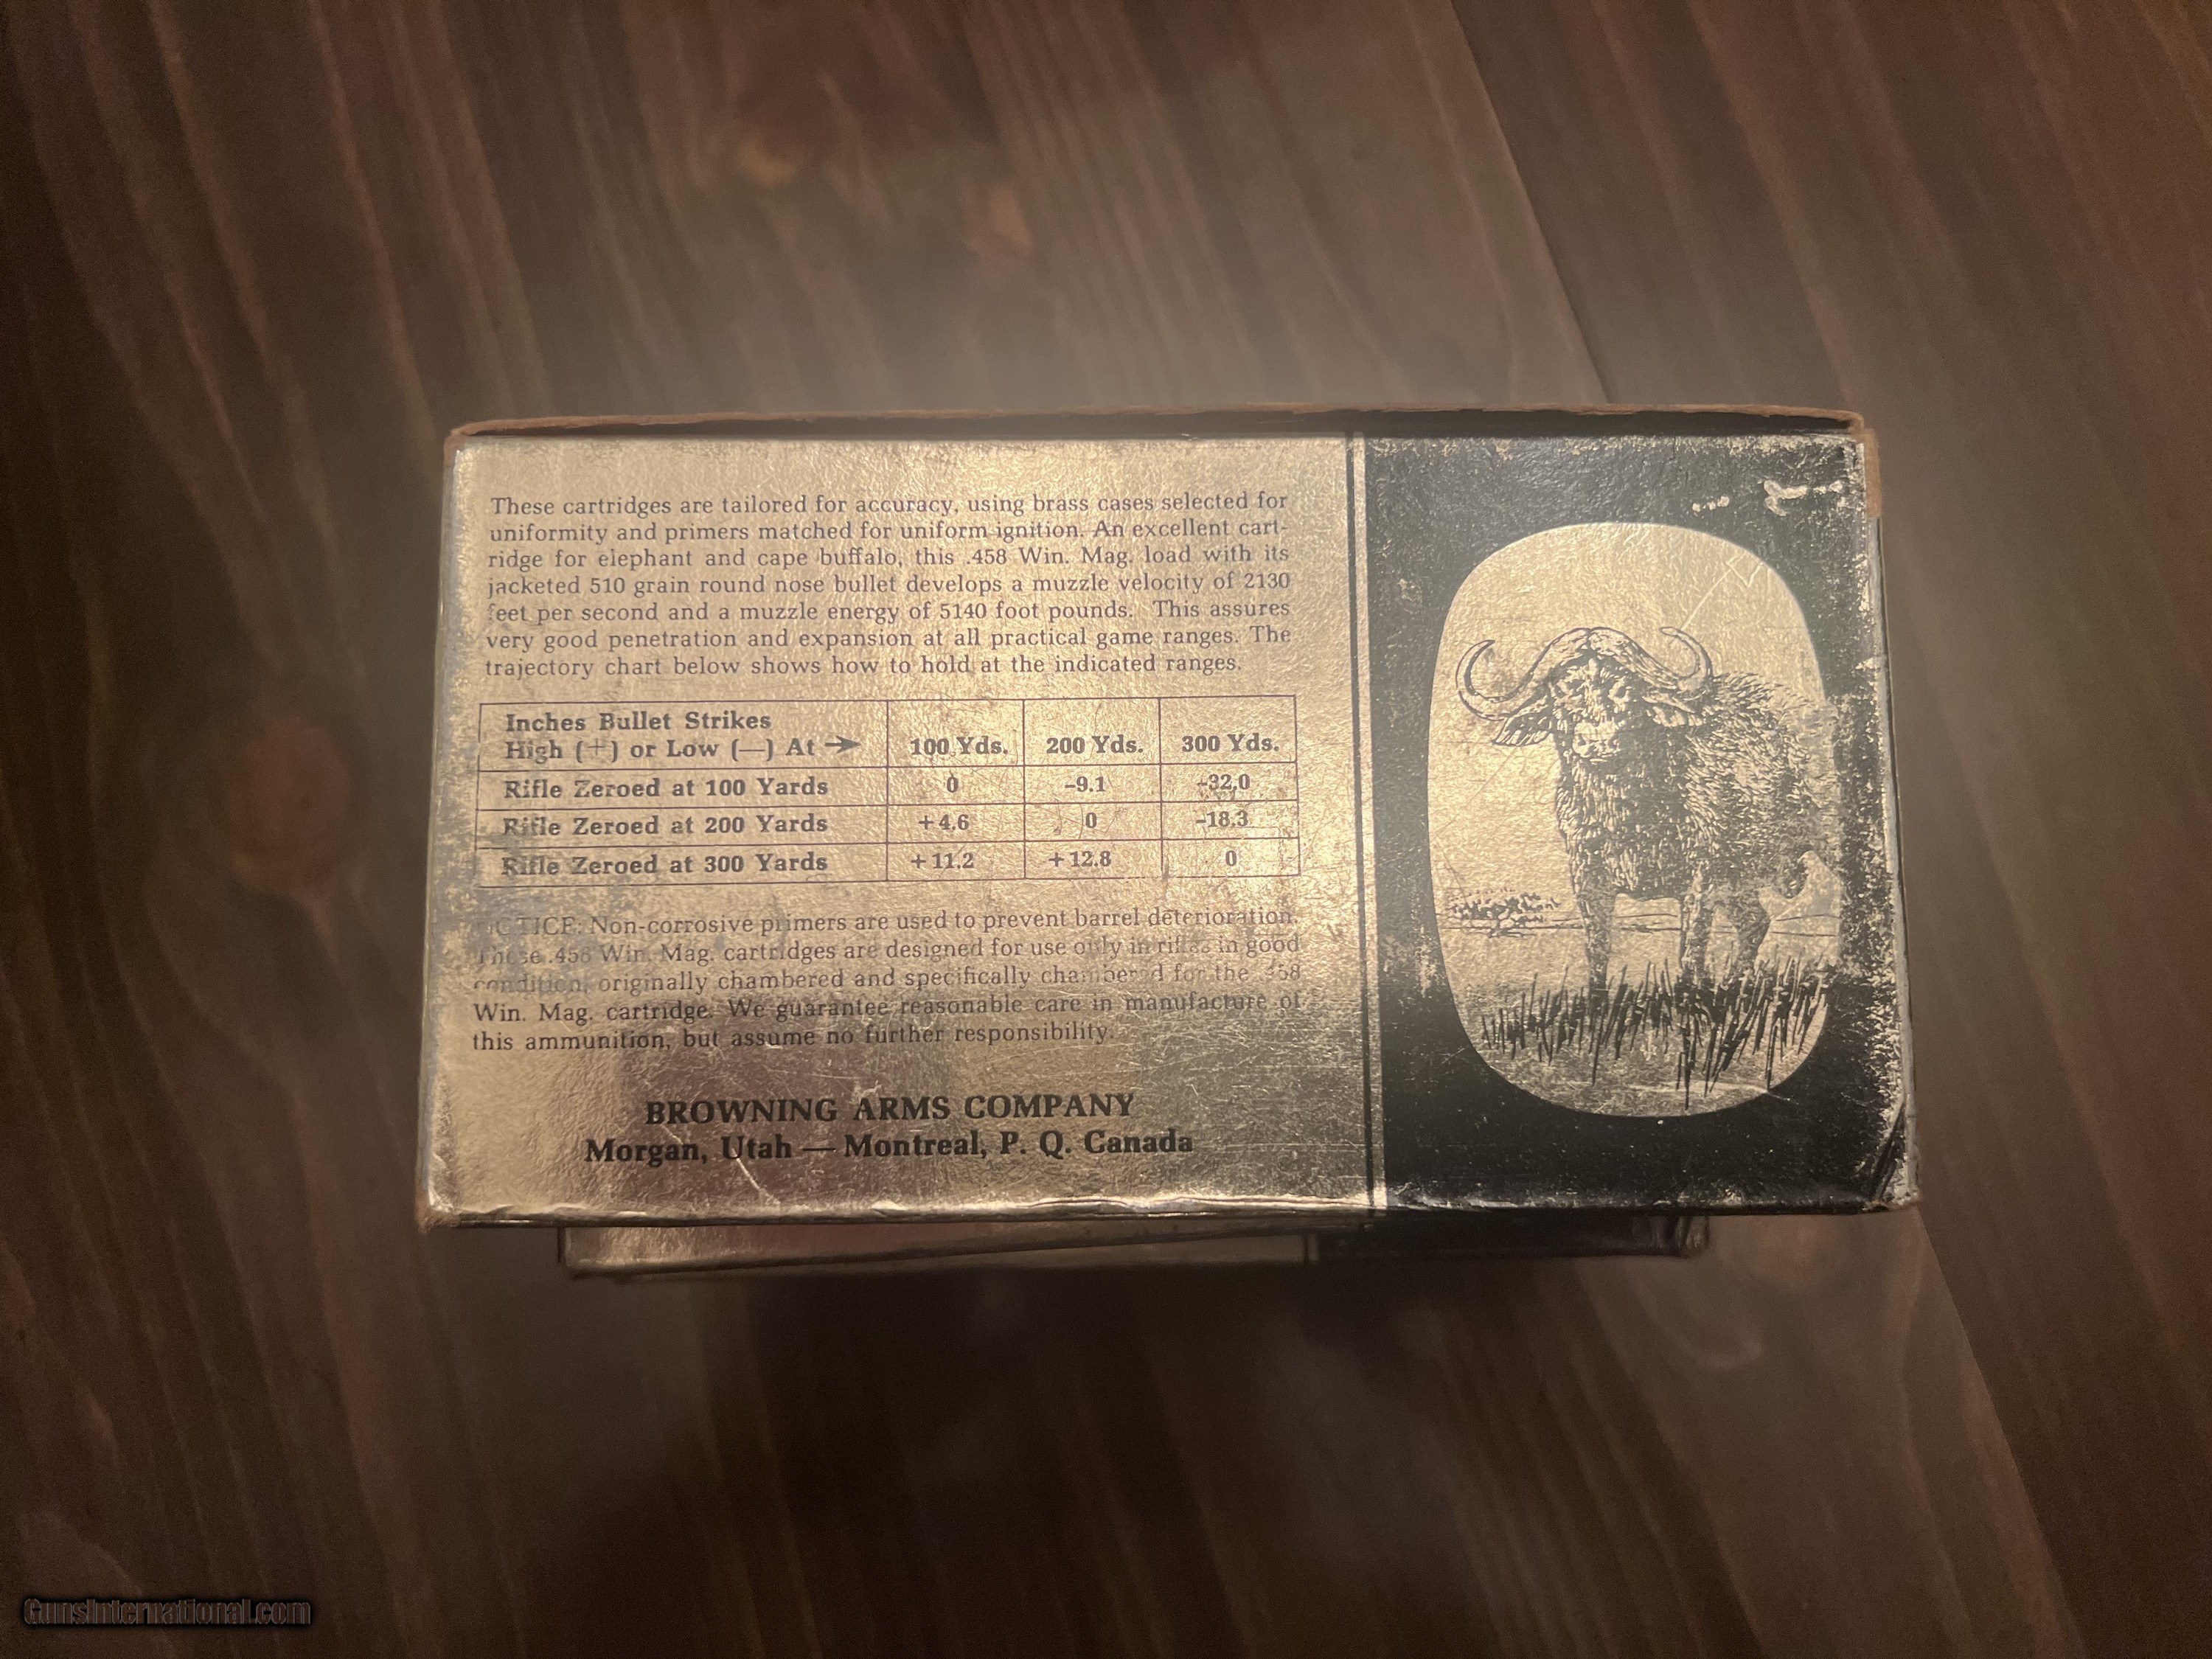 These cartridges are tailored for accuracy, using brass cases selected for
uniformity and primers matched for uniform ignition. An excellent cart-
ridge for elephant and cape buffalo, this .458 Win. Mag. load with its
jacketed 510 grain round nose bullet develops a muzzle velocity of 2130
feet per second and a muzzle energy of 5140 foot pounds. This assures
very good penetration and expansion at all practical game ranges. The
trajectory chart below shows how to hold at the indicated ranges.
Inches Bullet Strikes
High (+) or Low (—) At → 100 Yds. 200 Yds. 300 Yds.
Rifle Zeroed at 100 Yards 0 -9.1 -32.0
Rifle Zeroed at 200 Yards +4.6 0 -18.3
Rifle Zeroed at 300 Yards +11.2 +12.8 0
NOTICE: Non-corrosive primers are used to prevent barrel deterioration.
These .458 Win. Mag. cartridges are designed for use only in rifles in good
condition, originally chambered and specifically chambered for the .458
Win. Mag. cartridge. We guarantee reasonable care in manufacture of
this ammunition, but assume no further responsibility.
BROWNING ARMS COMPANY
Morgan, Utah — Montreal, P. Q. Canada
GunsInternational.com